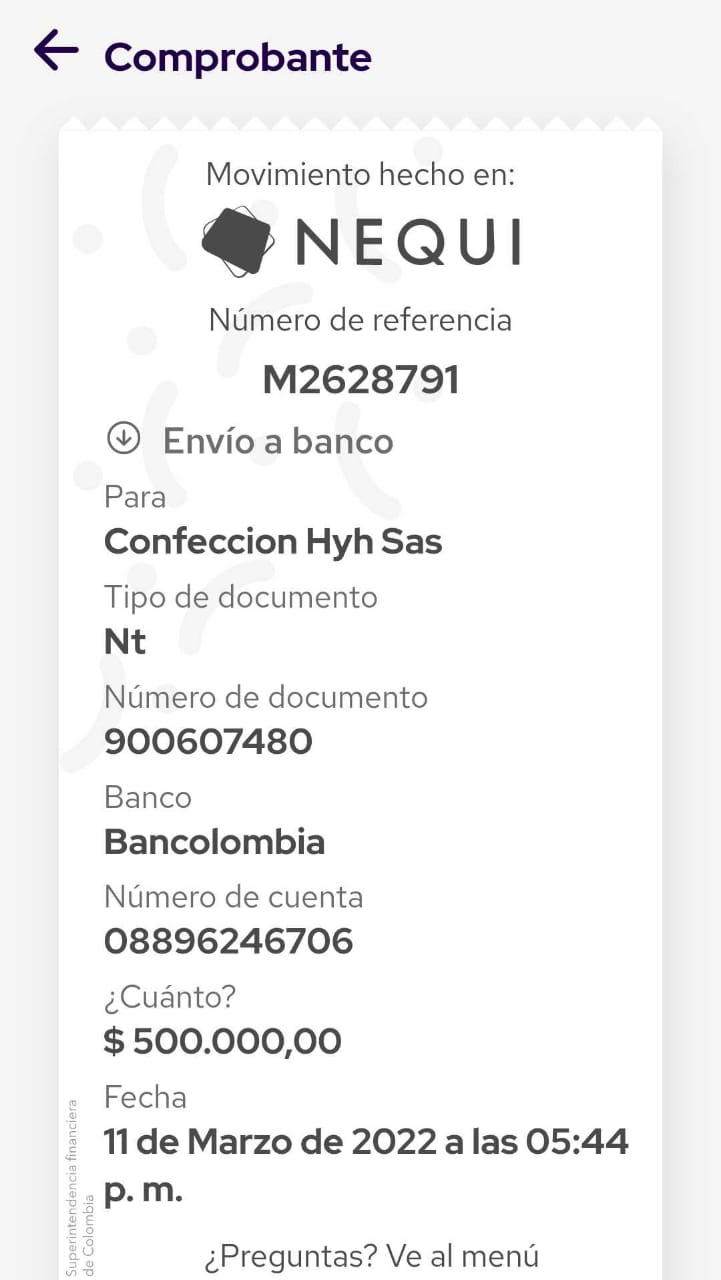 Comprobante
Movimiento hecho en:
NEQUI
Número de referencia
M2628791
Envío a banco
Para
Confeccion Hyh Sas
Tipo de documento
Nt
Número de documento
900607480
Banco
Bancolombia
Número de cuenta
08896246706
¿Cuánto?
$ 500.000,00
Fecha
11 de Marzo de 2022 a las 05:44
p. m.
¿Preguntas? Ve al menú
Superintendencia financiera
de Colombia